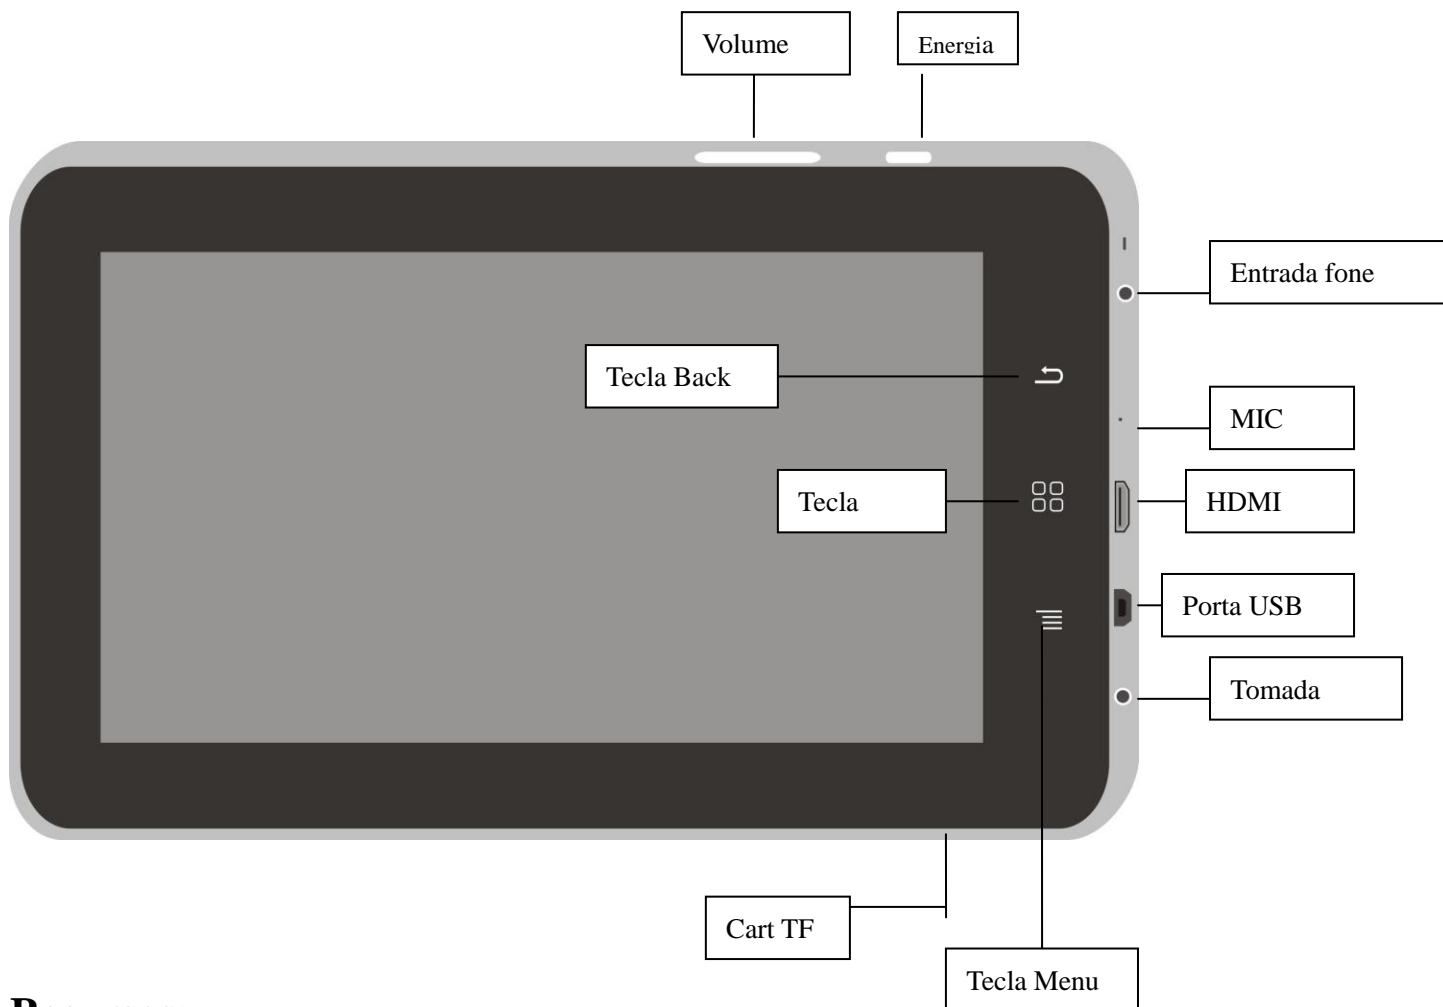 Volume
Energia
Entrada fone
Tecla Back
MIC
Tecla
HDMI
Porta USB
Tomada
Cart TF
Tecla Menu